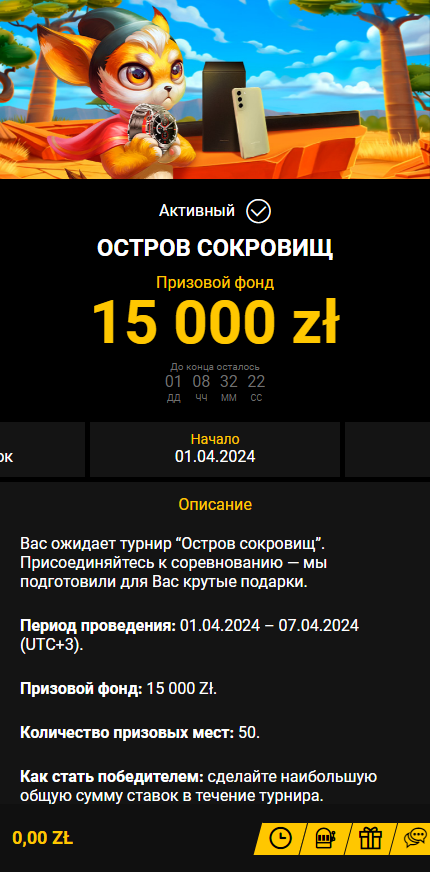 Активный
ОСТРОВ СОКРОВИЩ
Призовой фонд
15 000 zł
До конца осталось
01 08 32 22
ДД ЧЧ ММ СС
ок
Начало
01.04.2024
Описание
Вас ожидает турнир “Остров сокровищ”.
Присоединяйтесь к соревнованию — мы
подготовили для Вас крутые подарки.
Период проведения: 01.04.2024 – 07.04.2024
(UTC+3).
Призовой фонд: 15 000 Zł.
Количество призовых мест: 50.
Как стать победителем: сделайте наибольшую
общую сумму ставок в течение турнира.
0,00 ZŁ